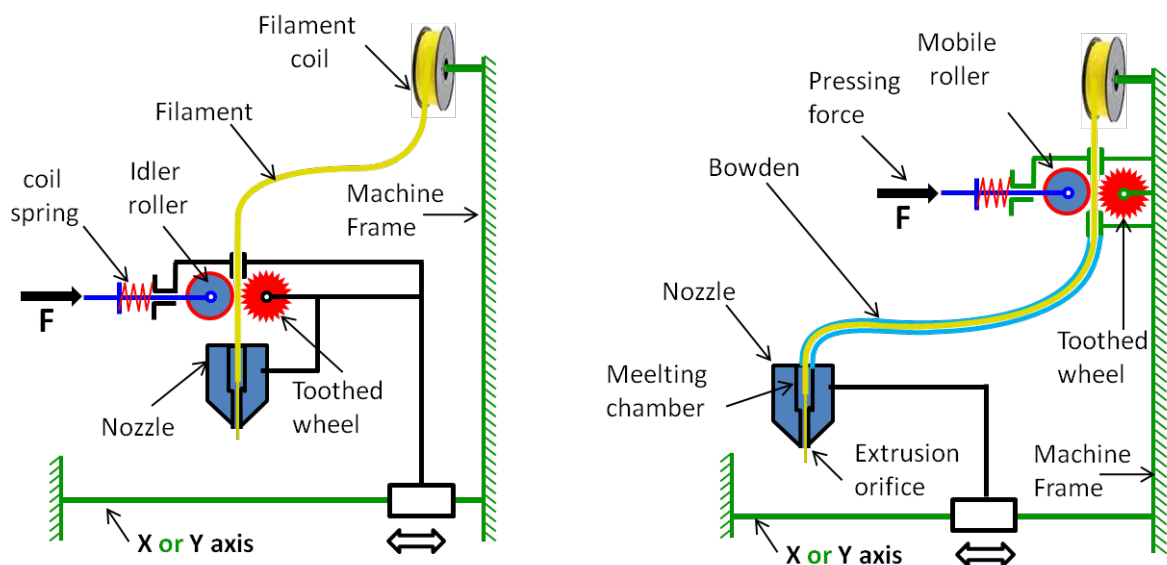 Filament
coil
Filament
coil
spring
Idler
roller
Machine
Frame
F
Nozzle
Toothed
wheel
X or Y axis
Mobile
roller
Pressing
force
Bowden
F
Nozzle
Toothed
wheel
Meelting
chamber
Extrusion
orifice
Machine
Frame
X or Y axis